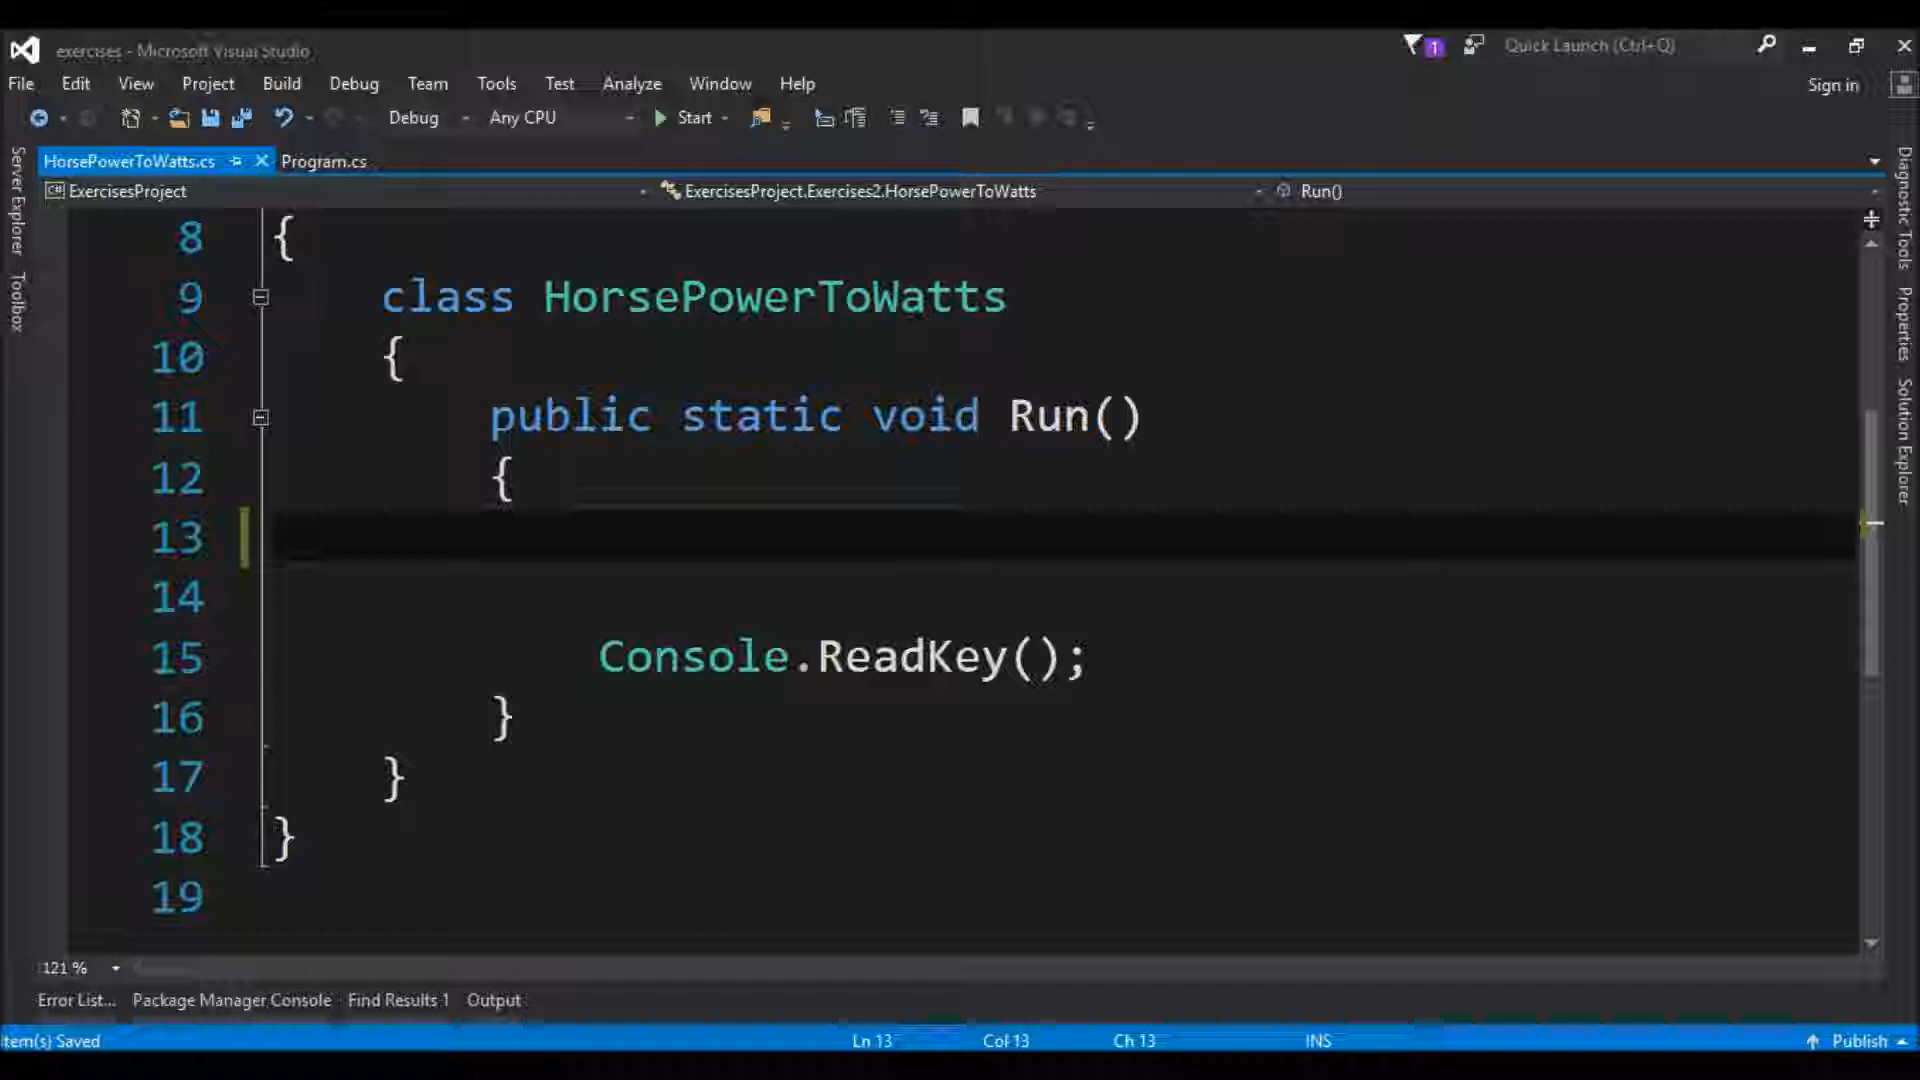 exercises - Microsoft Visual Studio
1
Quick Launch (Ctrl+Q)
File Edit View Project Build Debug Team Tools Test Analyze Window Help
Sign in
Debug Any CPU Start
HorsePowerToWatts.cs Program.cs
C# ExercisesProject ExercisesProject.Exercises2.HorsePowerToWatts Run()
Server Explorer
Toolbox
8 {
9 class HorsePowerToWatts
10 {
11 public static void Run()
12 {
13
14
15 Console.ReadKey();
16 }
17 }
18 }
19
Diagnostic Tools
Properties
Solution Explorer
121 %
Error List... Package Manager Console Find Results 1 Output
tem(s) Saved Ln 13 Col 13 Ch 13 INS Publish